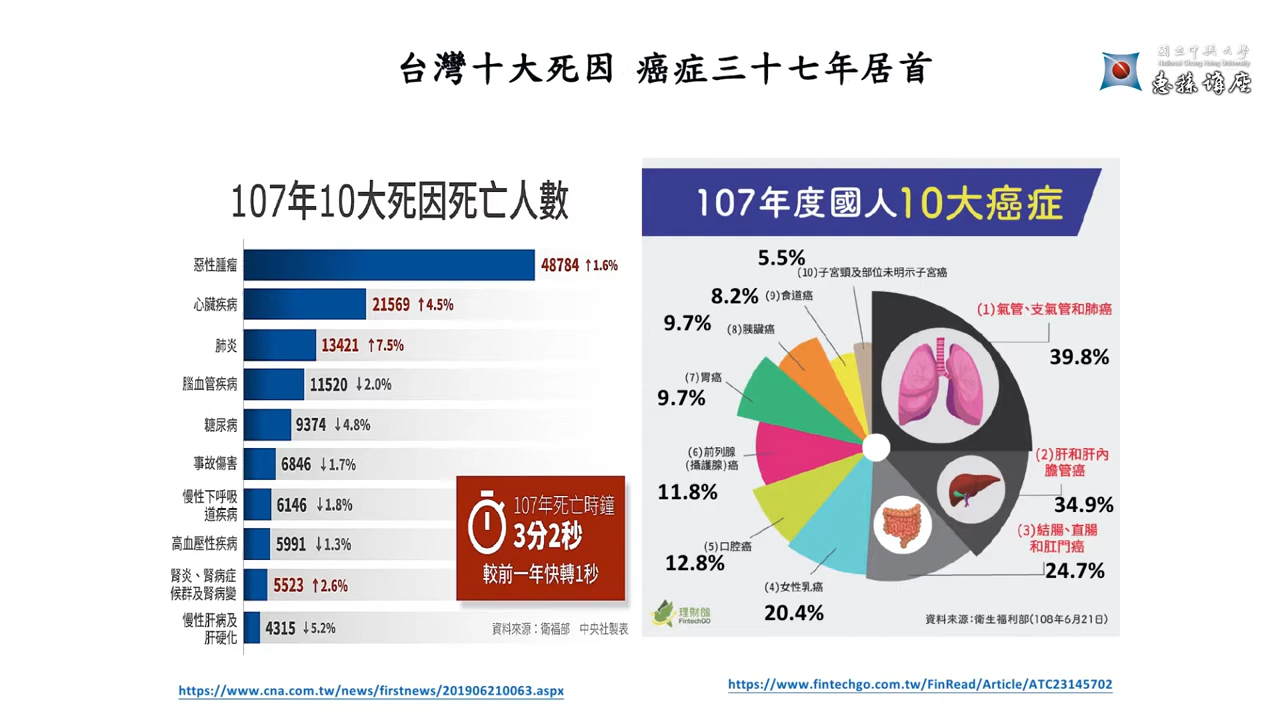 台灣十大死因 癌症三十七年居首
國立中興大學
National Chung Hsing University
惠蓀講座
107年10大死因死亡人數
惡性腫瘤 48784 ↑1.6%
心臟疾病 21569 ↑4.5%
肺炎 13421 ↑7.5%
腦血管疾病 11520 ↓2.0%
糖尿病 9374 ↓4.8%
事故傷害 6846 ↓1.7%
慢性下呼吸
道疾病 6146 ↓1.8%
高血壓性疾病 5991 ↓1.3%
腎炎、腎病症
候群及腎病變 5523 ↑2.6%
慢性肝病及
肝硬化 4315 ↓5.2%
107年死亡時鐘
3分2秒
較前一年快轉1秒
資料來源：衛福部 中央社製表
https://www.cna.com.tw/news/firstnews/201906210063.aspx
107年度國人10大癌症
(1)氣管、支氣管和肺癌
39.8%
(2)肝和肝內
膽管癌
34.9%
(3)結腸、直腸
和肛門癌
24.7%
(4)女性乳癌
20.4%
(5)口腔癌
12.8%
(6)前列腺
(攝護腺)癌
11.8%
(7)胃癌
9.7%
(8)胰臟癌
9.7%
(9)食道癌
8.2%
(10)子宮頸及部位未明示子宮癌
5.5%
理財鴿
FintechGO
資料來源：衛生福利部(108年6月21日)
https://www.fintechgo.com.tw/FinRead/Article/ATC23145702